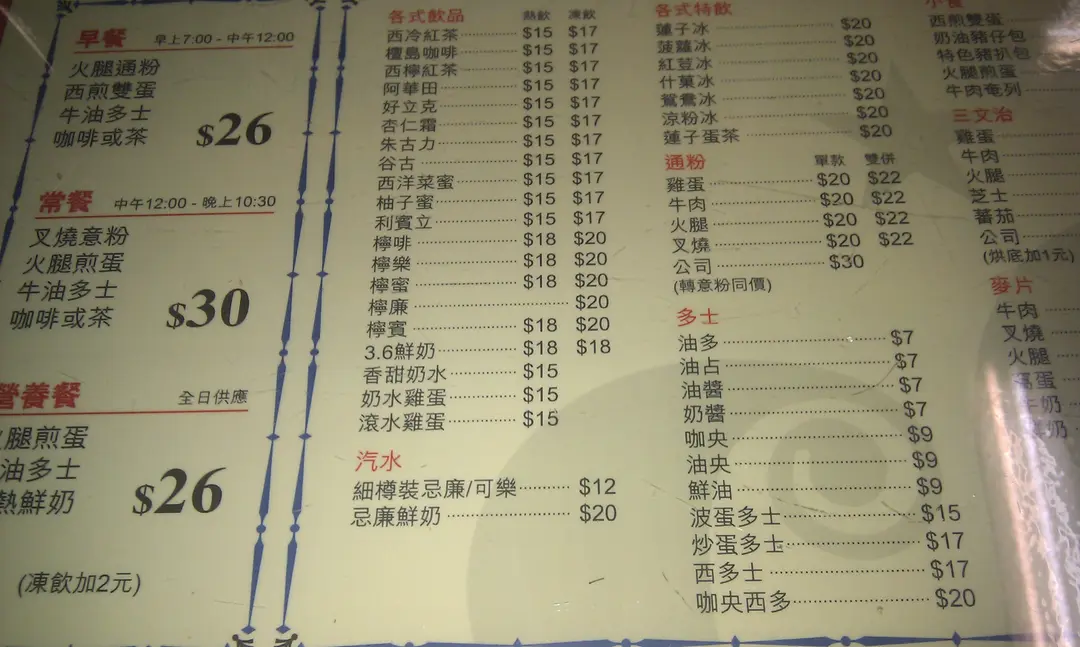 早餐 早上7:00 - 中午12:00
火腿通粉
西煎雙蛋
牛油多士
咖啡或茶
$26
常餐 中午12:00 - 晚上10:30
叉燒意粉
火腿煎蛋
牛油多士
咖啡或茶
$30
營養餐 全日供應
腿煎蛋
油多士
熱鮮奶
$26
(凍飲加2元)
各式飲品 熱飲 凍飲
西冷紅茶 $15 $17
檀島咖啡 $15 $17
西檸紅茶 $15 $17
阿華田 $15 $17
好立克 $15 $17
杏仁霜 $15 $17
朱古力 $15 $17
谷古 $15 $17
西洋菜蜜 $15 $17
柚子蜜 $15 $17
利賓立 $15 $17
檸啡 $18 $20
檸樂 $18 $20
檸蜜 $18 $20
檸廉 $20
檸賓 $18 $20
3.6鮮奶 $18 $18
香甜奶水 $15
奶水雞蛋 $15
滾水雞蛋 $15
汽水
細樽裝忌廉/可樂 $12
忌廉鮮奶 $20
各式特飲
蓮子冰 $20
菠蘿冰 $20
紅荳冰 $20
什菓冰 $20
鴛鴦冰 $20
涼粉冰 $20
蓮子蛋茶 $20
通粉 單款 雙併
雞蛋 $20 $22
牛肉 $20 $22
火腿 $20 $22
叉燒 $20 $22
公司 $30
(轉意粉同價)
多士
油多 $7
油占 $7
油醬 $7
奶醬 $7
咖央 $9
油央 $9
鮮油 $9
波蛋多士 $15
炒蛋多士 $17
西多士 $17
咖央西多 $20
小食
西煎雙蛋
奶油豬仔包
特色豬扒包
火腿煎蛋
牛肉奄列
三文治
雞蛋
牛肉
火腿
芝士
蕃茄
公司
(烘底加1元)
麥片
牛肉
叉燒
火腿
蛋
牛奶
鮮奶